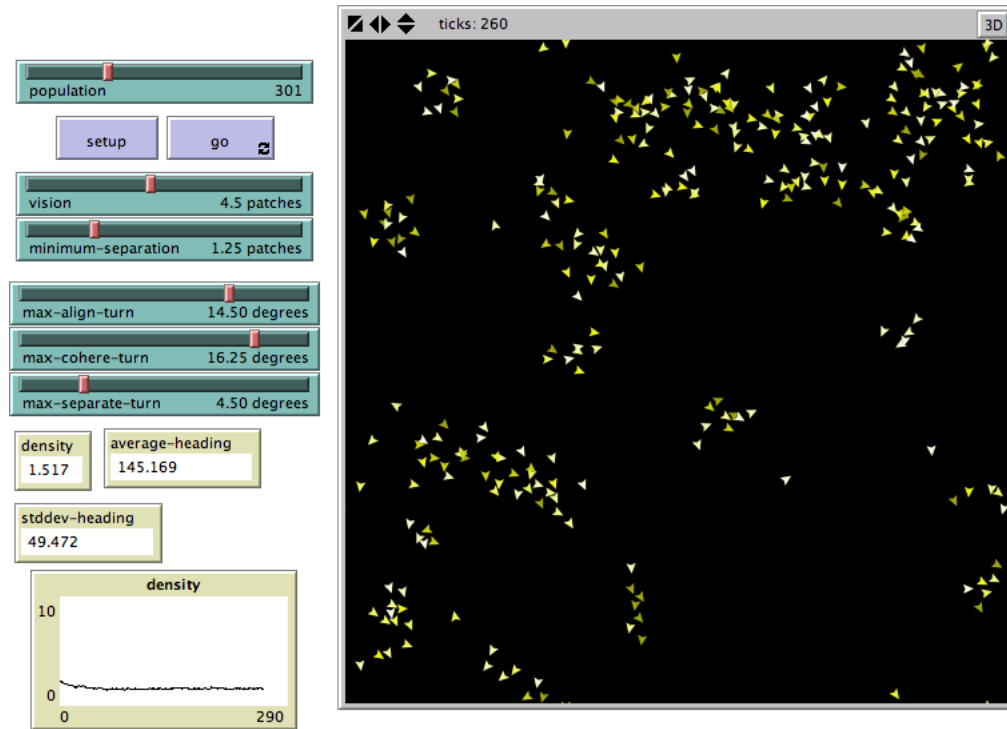 ticks: 260
3D
population 301
setup
go
vision 4.5 patches
minimum-separation 1.25 patches
max-align-turn 14.50 degrees
max-cohere-turn 16.25 degrees
max-separate-turn 4.50 degrees
density
1.517
average-heading
145.169
stddev-heading
49.472
density
10
0
0 290